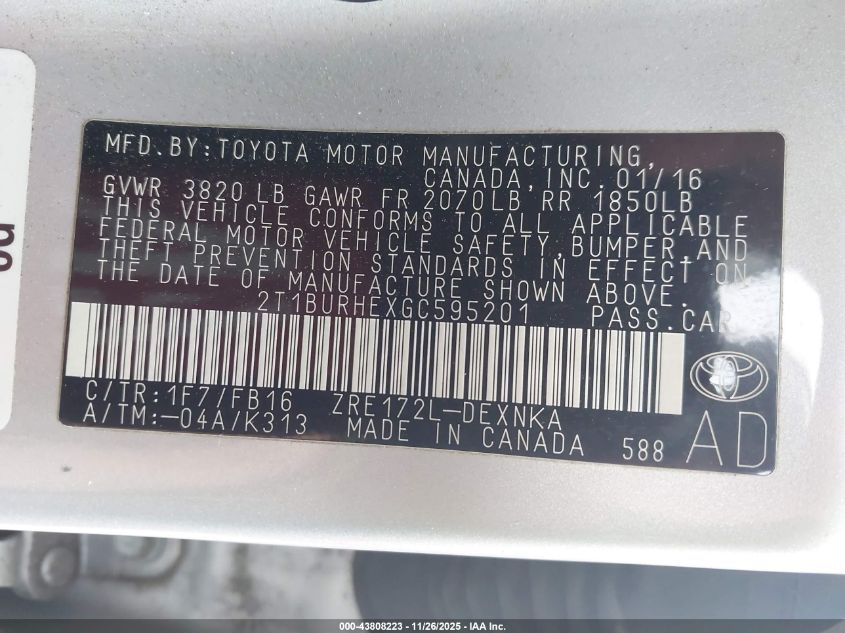 MFD.BY:TOYOTA MOTOR MANUFACTURING,
CANADA,INC.01/16
GVWR 3820 LB GAWR FR 2070LB RR 1850LB
THIS VEHICLE CONFORMS TO ALL APPLICABLE
FEDERAL MOTOR VEHICLE SAFETY,BUMPER,AND
THEFT PREVENTION STANDARDS IN EFFECT ON
THE DATE OF MANUFACTURE SHOWN ABOVE.
2T1BURHEXGC595201 PASS.CAR
C/TR:1F7/FB16 ZRE172L-DEXNKA
A/TM:-04A/K313 MADE IN CANADA 588 AD
000-43808223 - 11/26/2025 - IAA Inc.